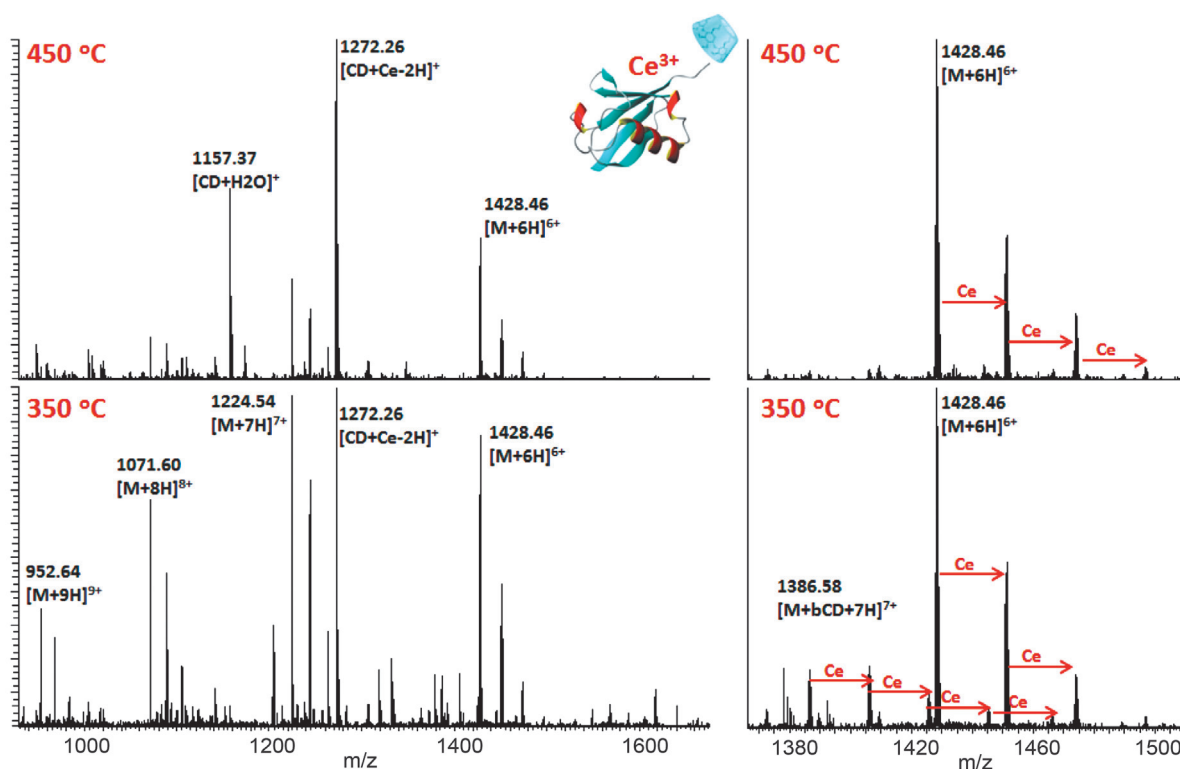 450 °C
1272.26
[CD+Ce-2H]⁺
1157.37
[CD+H2O]⁺
1428.46
[M+6H]⁶⁺
Ce³⁺
450 °C
1428.46
[M+6H]⁶⁺
Ce
Ce
Ce
350 °C
1224.54
[M+7H]⁷⁺
1272.26
[CD+Ce-2H]⁺
1428.46
[M+6H]⁶⁺
1071.60
[M+8H]⁸⁺
952.64
[M+9H]⁹⁺
1000 1200 1400 1600
m/z
350 °C
1428.46
[M+6H]⁶⁺
Ce
1386.58
[M+bCD+7H]⁷⁺
Ce
Ce
Ce
Ce
Ce
1380 1420 1460 1500
m/z